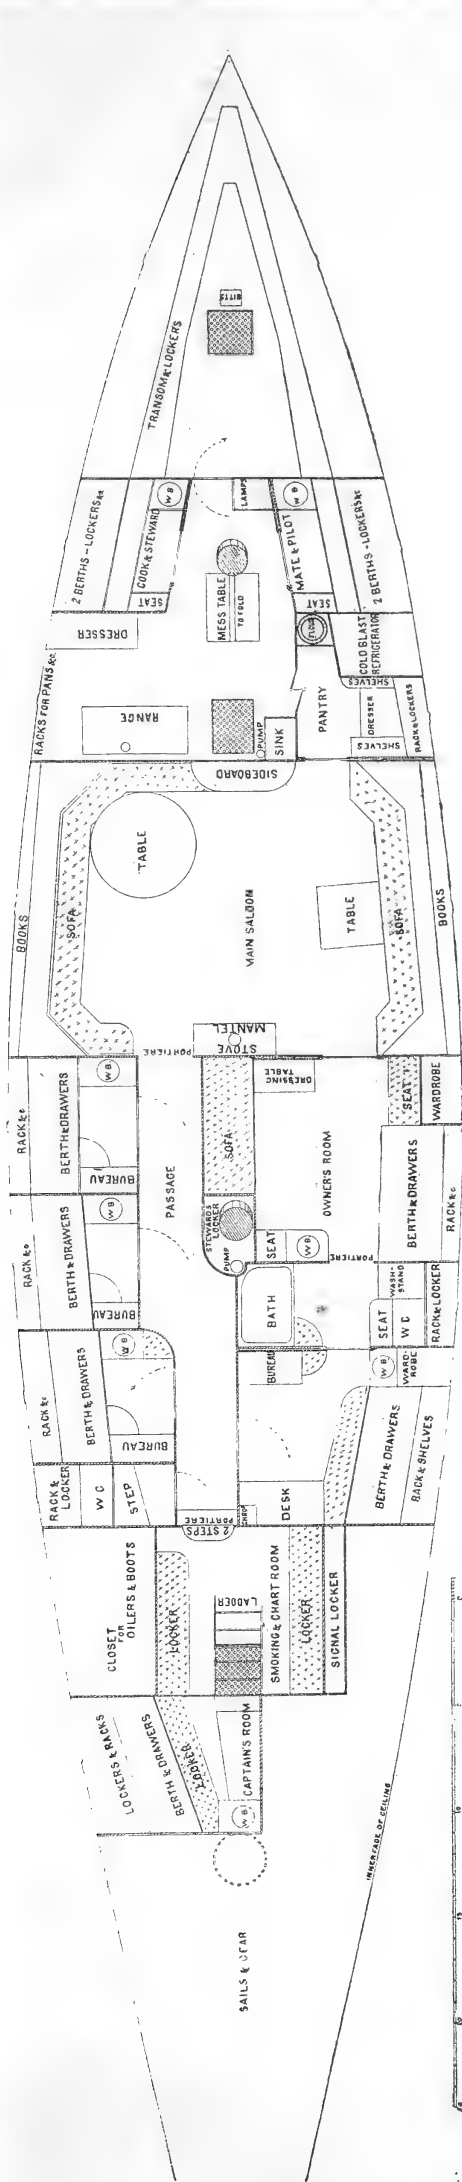 BITTS
TRANSOM & LOCKERS
2 BERTHS - LOCKERS &c
COOK & STEWARD
W B
SEAT
LAMPS
W B
MATE & PILOT
SEAT
2 BERTHS - LOCKERS &c
MESS TABLE
TO FOLD
DRESSER
RACKS FOR PANS &c.
RANGE
FLOUR
COLD BLAST
REFRIGERATOR
PANTRY
SHELVES
DRESSER
SHELVES
RACK & LOCKERS
PUMP
SINK
SIDEBOARD
TABLE
SOFA
BOOKS
MAIN SALOON
TABLE
SOFA
BOOKS
MANTEL
STOVE
PORTIERE
RACK &c
BERTH & DRAWERS
W B
BUREAU
PASSAGE
SOFA
DRESSING
TABLE
SEAT
WARDROBE
OWNER'S ROOM
BERTH & DRAWERS
RACK &c
RACK &c
BERTH & DRAWERS
W B
BUREAU
STEWARDS
LOCKER
PUMP
SEAT
W B
PORTIERE
BATH
WASH-
STAND
SEAT
W C
RACK & LOCKER
RACK &c
BERTH & DRAWERS
W B
BUREAU
BUREAU
W B
WARD-
ROBE
BERTH & DRAWERS
RACK & SHELVES
RACK &
LOCKER
W C
STEP
PORTIERE
2 STEPS
DESK
CLOSET
FOR
OILERS & BOOTS
LOCKER
LADDER
SMOKING & CHART ROOM
LOCKER
SIGNAL LOCKER
LOCKERS & RACKS
BERTH & DRAWERS
LOCKER
CAPTAIN'S ROOM
W B
INNER FACE OF CEILING
SAILS & GEAR